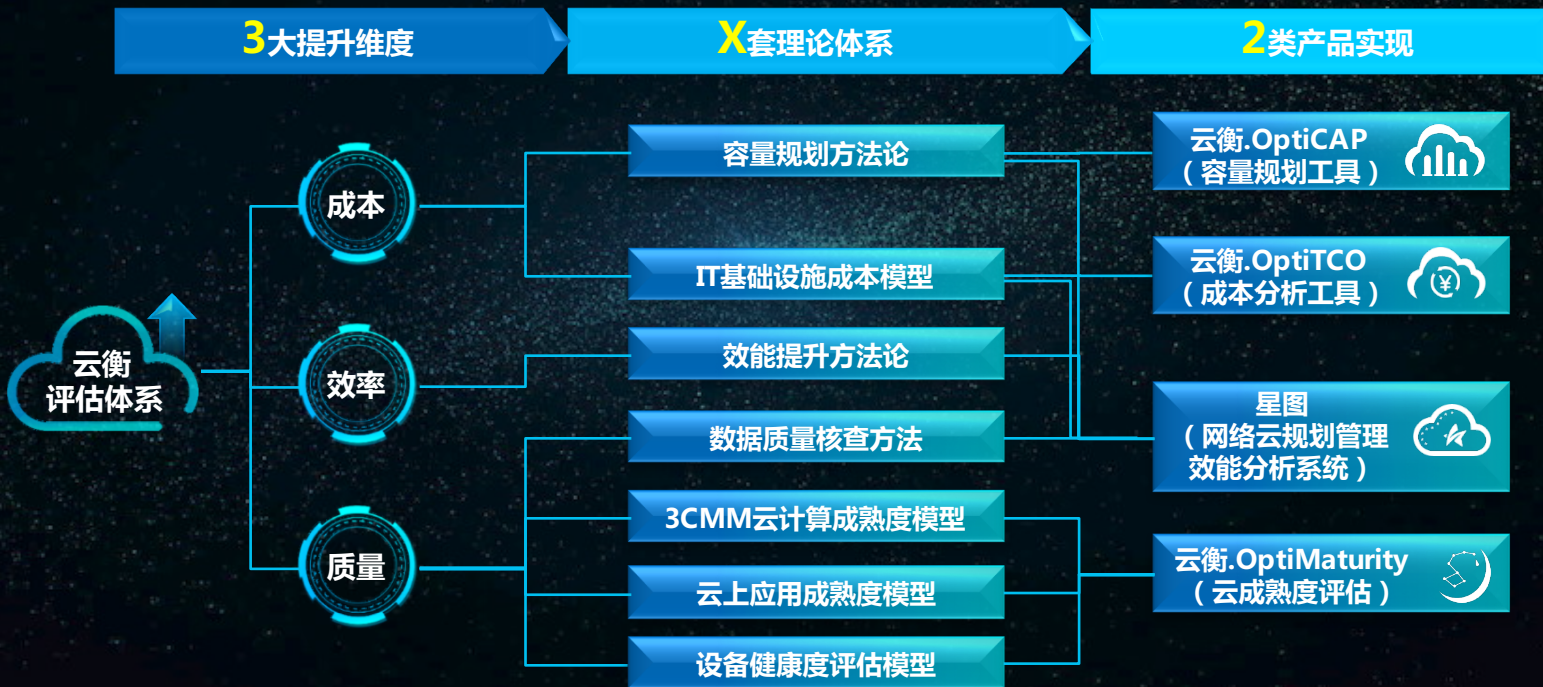 3大提升维度
X套理论体系
2类产品实现
云衡
评估体系
成本
效率
质量
容量规划方法论
IT基础设施成本模型
效能提升方法论
数据质量核查方法
3CMM云计算成熟度模型
云上应用成熟度模型
设备健康度评估模型
云衡.OptiCAP
（容量规划工具）
云衡.OptiTCO
（成本分析工具）
¥
星图
（网络云规划管理
效能分析系统）
云衡.OptiMaturity
（云成熟度评估）